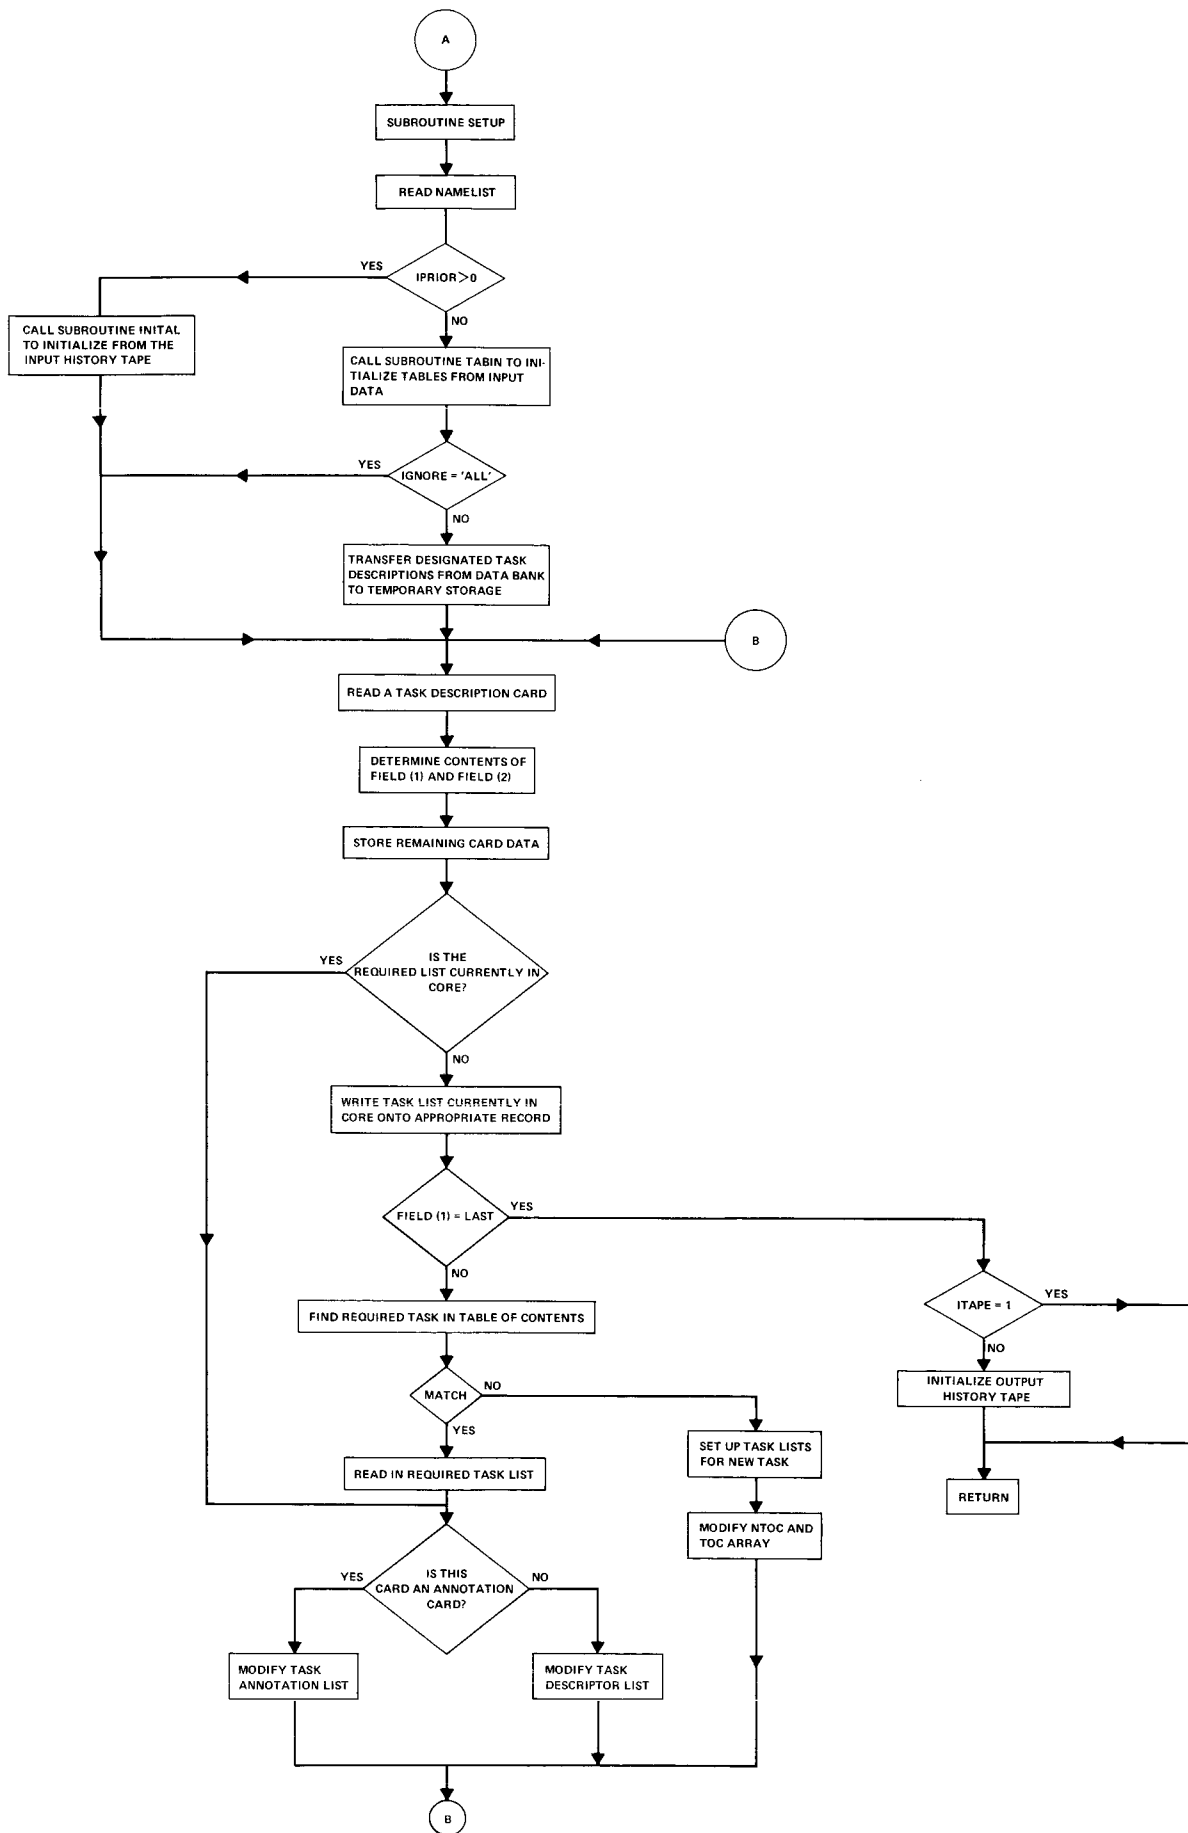 A
SUBROUTINE SETUP
READ NAMELIST
YES
IPRIOR>0
NO
CALL SUBROUTINE INITAL
TO INITIALIZE FROM THE
INPUT HISTORY TAPE
CALL SUBROUTINE TABIN TO INI-
TIALIZE TABLES FROM INPUT
DATA
YES
IGNORE = 'ALL'
NO
TRANSFER DESIGNATED TASK
DESCRIPTIONS FROM DATA BANK
TO TEMPORARY STORAGE
B
READ A TASK DESCRIPTION CARD
DETERMINE CONTENTS OF
FIELD (1) AND FIELD (2)
STORE REMAINING CARD DATA
YES
IS THE
REQUIRED LIST CURRENTLY IN
CORE?
NO
WRITE TASK LIST CURRENTLY IN
CORE ONTO APPROPRIATE RECORD
FIELD (1) = LAST
YES
NO
ITAPE = 1
YES
NO
FIND REQUIRED TASK IN TABLE OF CONTENTS
INITIALIZE OUTPUT
HISTORY TAPE
MATCH
NO
YES
SET UP TASK LISTS
FOR NEW TASK
READ IN REQUIRED TASK LIST
RETURN
MODIFY NTOC AND
TOC ARRAY
YES
IS THIS
CARD AN ANNOTATION
CARD?
NO
MODIFY TASK
ANNOTATION LIST
MODIFY TASK
DESCRIPTOR LIST
B